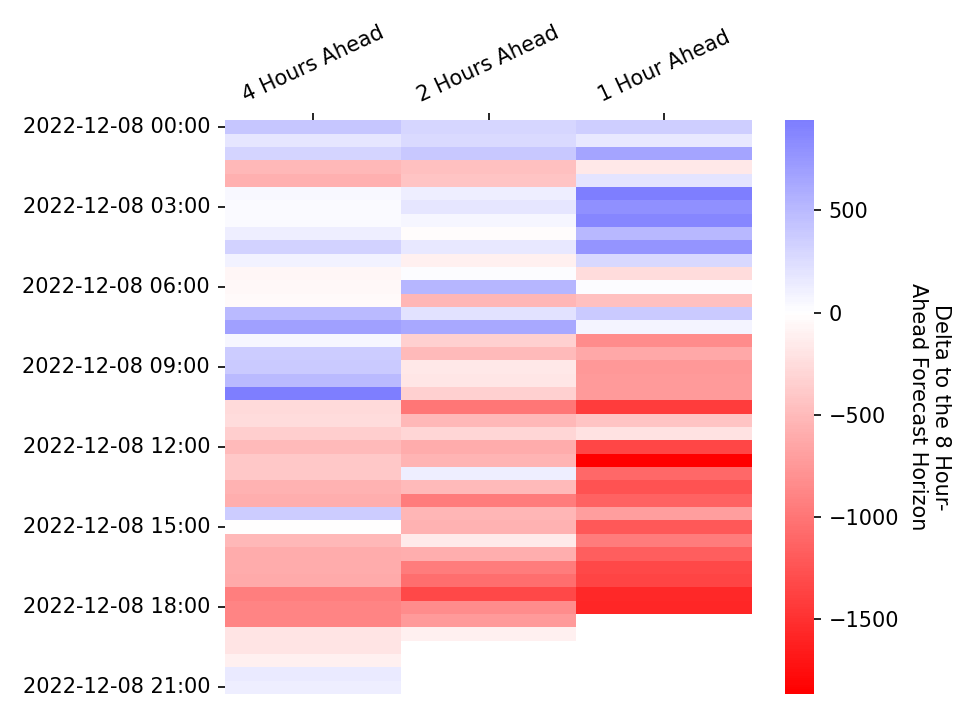 4 Hours Ahead
2 Hours Ahead
1 Hour Ahead
2022-12-08 00:00
2022-12-08 03:00
2022-12-08 06:00
2022-12-08 09:00
2022-12-08 12:00
2022-12-08 15:00
2022-12-08 18:00
2022-12-08 21:00
500
0
−500
−1000
−1500
Delta to the 8 Hour-
Ahead Forecast Horizon